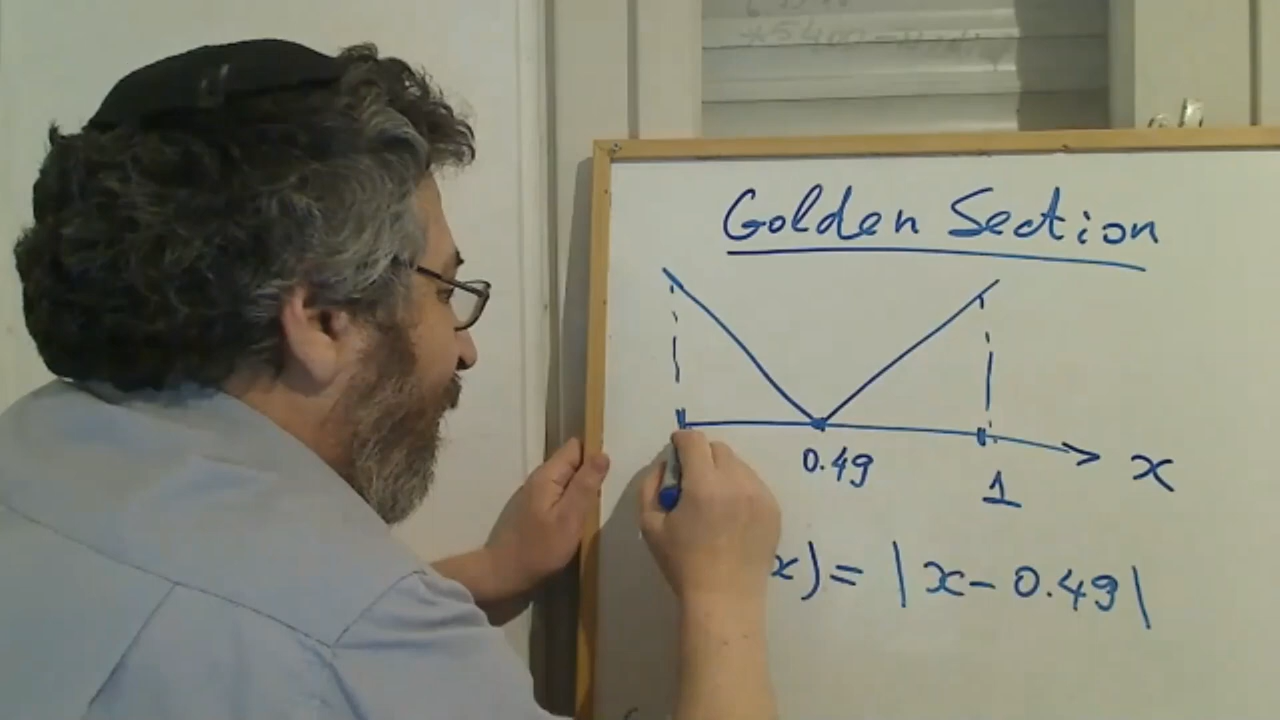 Golden Section
0.49
1
x
x) = | x - 0.49 |